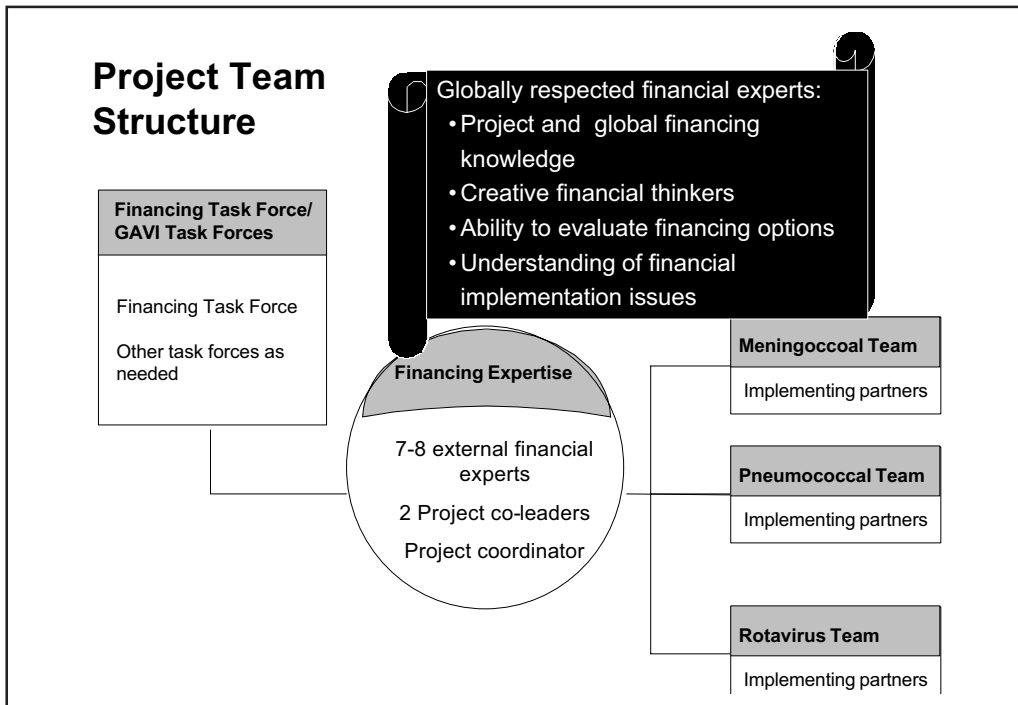 Project Team
Structure
Globally respected financial experts:
•Project and global financing
knowledge
•Creative financial thinkers
•Ability to evaluate financing options
•Understanding of financial
implementation issues
Financing Task Force/
GAVI Task Forces
Financing Task Force
Other task forces as
needed
Financing Expertise
7-8 external financial
experts
2 Project co-leaders
Project coordinator
Meningoccoal Team
Implementing partners
Pneumococcal Team
Implementing partners
Rotavirus Team
Implementing partners